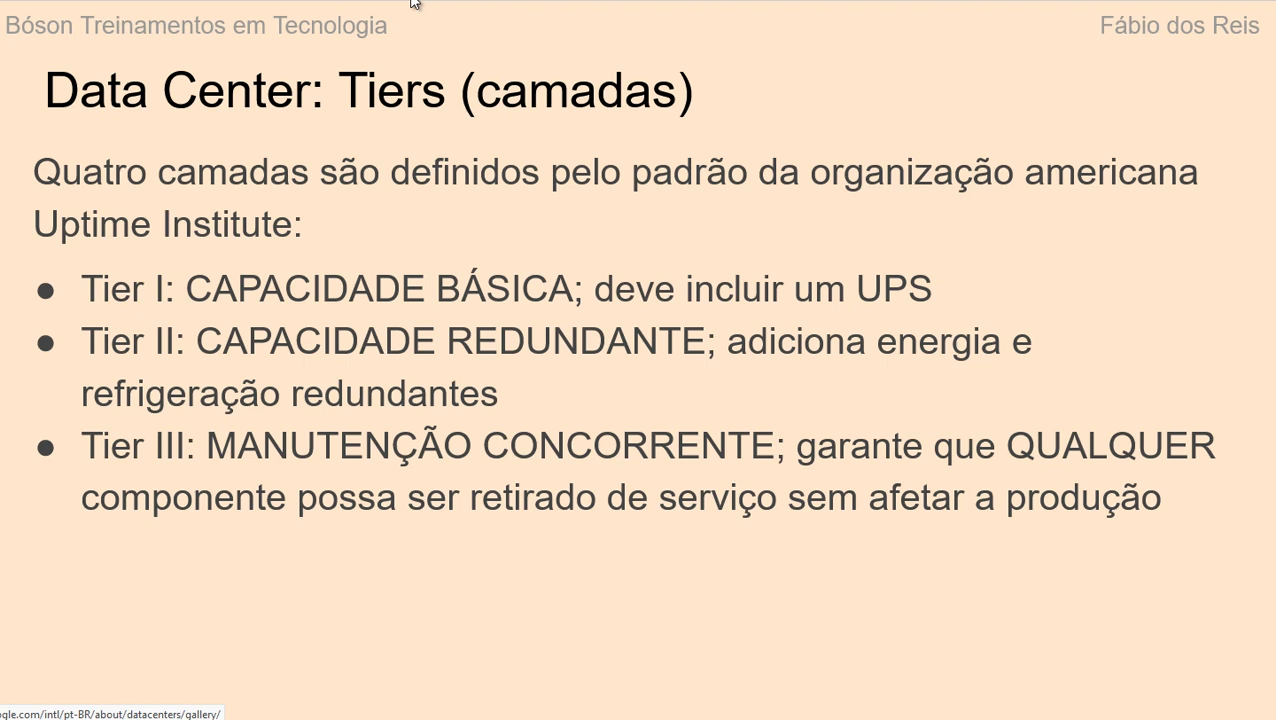 Bóson Treinamentos em Tecnologia
Fábio dos Reis
Data Center: Tiers (camadas)
Quatro camadas são definidos pelo padrão da organização americana
Uptime Institute:
● Tier I: CAPACIDADE BÁSICA; deve incluir um UPS
● Tier II: CAPACIDADE REDUNDANTE; adiciona energia e
refrigeração redundantes
● Tier III: MANUTENÇÃO CONCORRENTE; garante que QUALQUER
componente possa ser retirado de serviço sem afetar a produção
ogle.com/intl/pt-BR/about/datacenters/gallery/